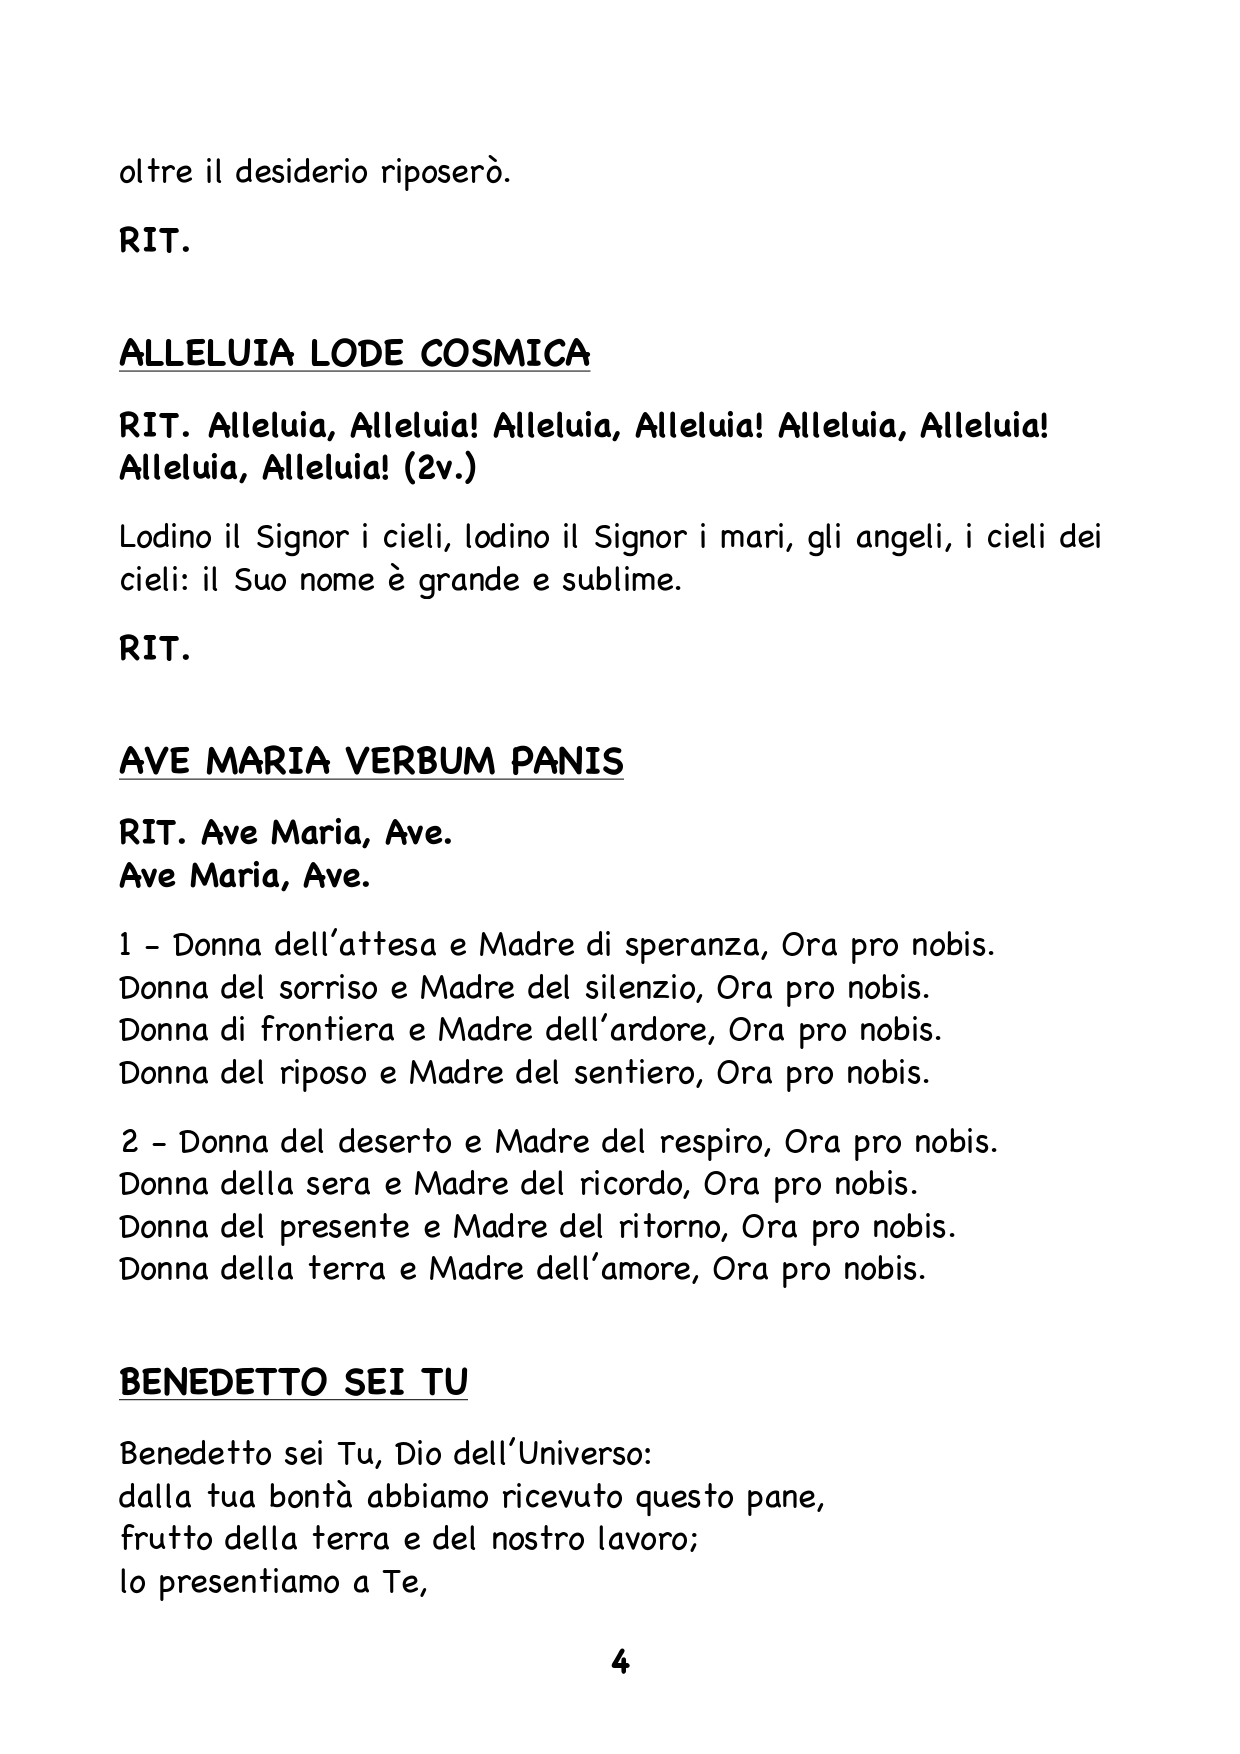 oltre il desiderio riposerò.
RIT.
ALLELUIA LODE COSMICA
RIT. Alleluia, Alleluia! Alleluia, Alleluia! Alleluia, Alleluia!
Alleluia, Alleluia! (2v.)
Lodino il Signor i cieli, lodino il Signor i mari, gli angeli, i cieli dei
cieli: il Suo nome è grande e sublime.
RIT.
AVE MARIA VERBUM PANIS
RIT. Ave Maria, Ave.
Ave Maria, Ave.
1 – Donna dell’attesa e Madre di speranza, Ora pro nobis.
Donna del sorriso e Madre del silenzio, Ora pro nobis.
Donna di frontiera e Madre dell’ardore, Ora pro nobis.
Donna del riposo e Madre del sentiero, Ora pro nobis.
2 – Donna del deserto e Madre del respiro, Ora pro nobis.
Donna della sera e Madre del ricordo, Ora pro nobis.
Donna del presente e Madre del ritorno, Ora pro nobis.
Donna della terra e Madre dell’amore, Ora pro nobis.
BENEDETTO SEI TU
Benedetto sei Tu, Dio dell’Universo:
dalla tua bontà abbiamo ricevuto questo pane,
frutto della terra e del nostro lavoro;
lo presentiamo a Te,
4